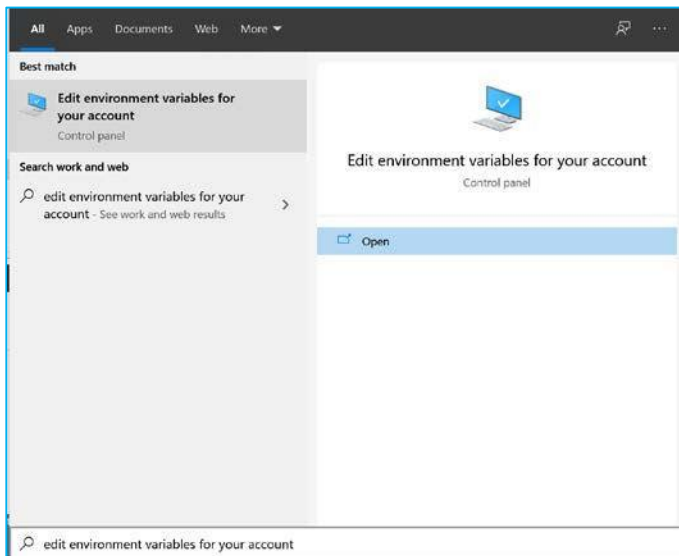 All Apps Documents Web More
Best match
Edit environment variables for
your account
Control panel
Search work and web
edit environment variables for your
account - See work and web results
Edit environment variables for your account
Control panel
Open
edit environment variables for your account